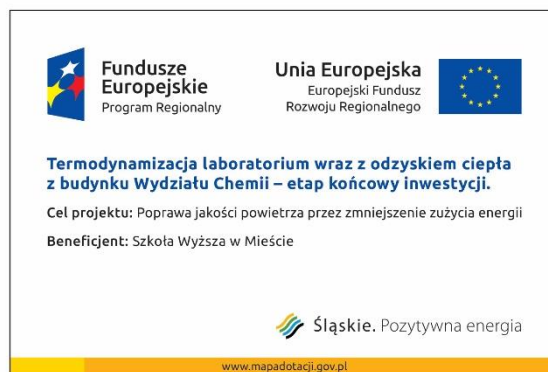 Fundusze
Europejskie
Program Regionalny
Unia Europejska
Europejski Fundusz
Rozwoju Regionalnego
Termodynamizacja laboratorium wraz z odzyskiem ciepła
z budynku Wydziału Chemii – etap końcowy inwestycji.
Cel projektu: Poprawa jakości powietrza przez zmniejszenie zużycia energii
Beneficjent: Szkoła Wyższa w Mieście
Śląskie. Pozytywna energia
www.mapadotacji.gov.pl